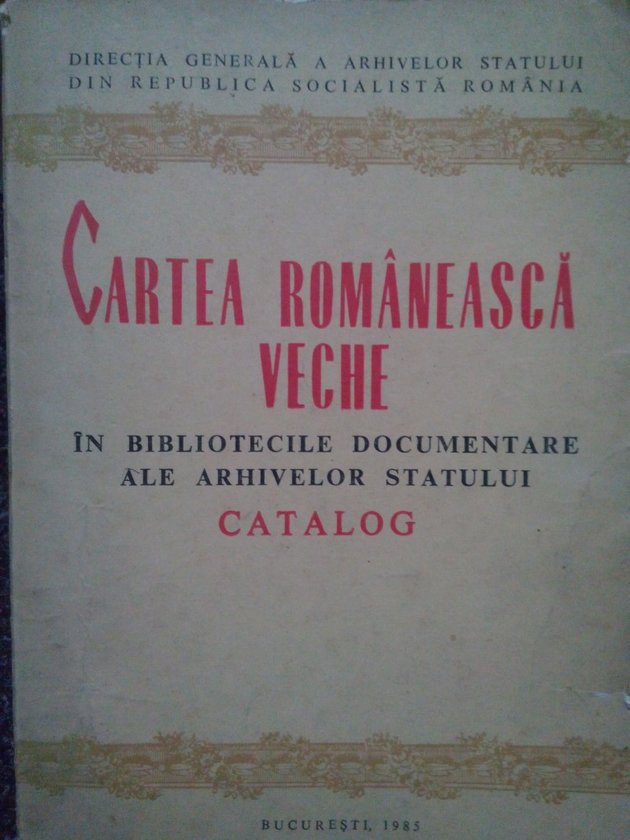 DIRECȚIA GENERALĂ A ARHIVELOR STATULUI
DIN REPUBLICA SOCIALISTĂ ROMÂNIA
CARTEA ROMÂNEASCĂ
VECHE
ÎN BIBLIOTECILE DOCUMENTARE
ALE ARHIVELOR STATULUI
CATALOG
BUCUREȘTI, 1985